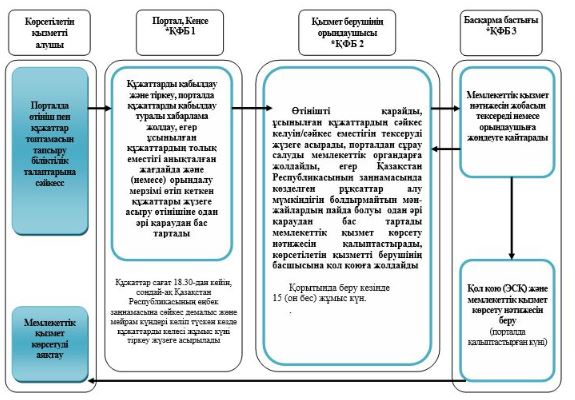 Көрсетілетін
қызметті
алушы
Портал, Кеңсе
*ҚФБ 1
Қызмет берушінің
орындаушысы
*ҚФБ 2
Басқарма бастығы
*ҚФБ 3
Порталда
өтініш пен
құжаттар
топтамасын
тапсыру
біліктілік
талаптарына
сәйкесс
Құжаттарды қабылдау
және тіркеу, порталда
құжаттарды қабылдау
туралы хабарлама
жолдау, егер
ұсынылған
құжаттардың толық
еместігі анықталған
жағдайда және
(немесе) орындалу
мерзімі өтіп кеткен
құжаттары жүзеге
асыру өтінішіне одан
әрі қараудан бас
тартады
Құжаттар сағат 18.30-дан кейін,
сондай-ақ Қазақстан
Республикасының еңбек
заңнамасына сәйкес демалыс және
мейрам күндері келіп түскен кезде
құжаттарды келесі жұмыс күні
тіркеу жүзеге асырылады
Өтінішті қарайды,
ұсынылған құжаттардың сәйкес
келуін/сәйкес еместігін тексеруді
жүзеге асырады, порталдан сұрау
салуды мемлекеттік органдарға
жолдайды, егер Қазақстан
Республикасының заңнамасында
көзделген рұқсаттар алу
мүмкіндігін болдырмайтын мән-
жайлардың пайда болуы одан әрі
қараудан бас тартады
мемлекеттік қызмет көрсету
нәтижесін қалыптастырады,
көрсетілетін қызметті берушінің
басшысына қол қоюға жолдайды
Қорытында беру кезінде
15 (он бес) жұмыс күн.
.
Мемлекеттік қызмет
нәтижесін жобасын
тексереді немесе
орындаушыға
жөндеуге қайтарады
Қол қою (ЭСҚ) және
мемлекеттік қызмет
көрсету нәтижесін
беру
(порталда
қалыптастырған күні)
Мемлекеттік
қызмет
көрсетуді
аяқтау